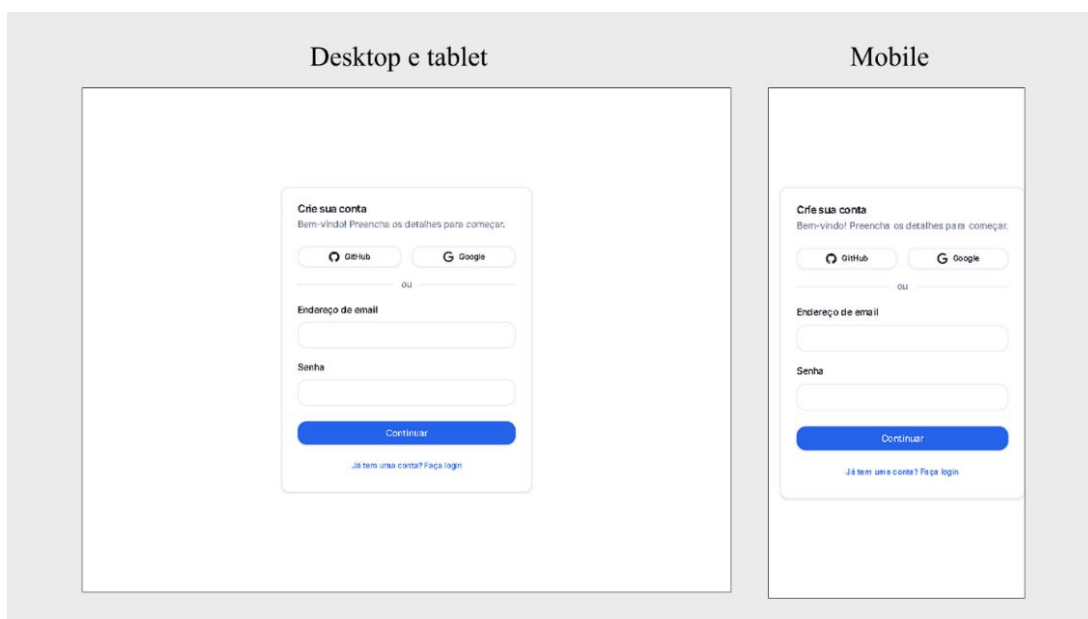 Desktop e tablet
Mobile
Crie sua conta
Bem-vindo! Preencha os detalhes para começar.
GitHub
Google
ou
Endereço de email
Senha
Continuar
Já tem uma conta? Faça login
Crie sua conta
Bem-vindo! Preencha os detalhes para começar.
GitHub
Google
ou
Endereço de email
Senha
Continuar
Já tem uma conta? Faça login